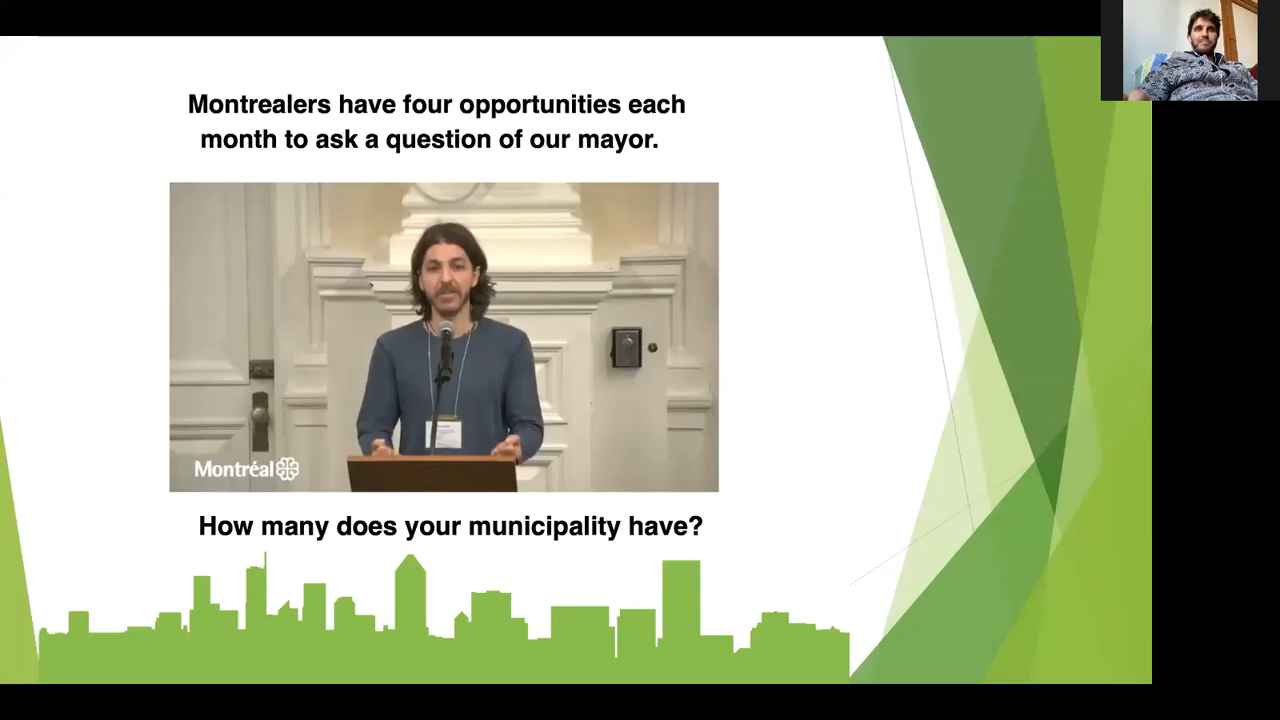 Montrealers have four opportunities each
month to ask a question of our mayor.
Montréal
How many does your municipality have?